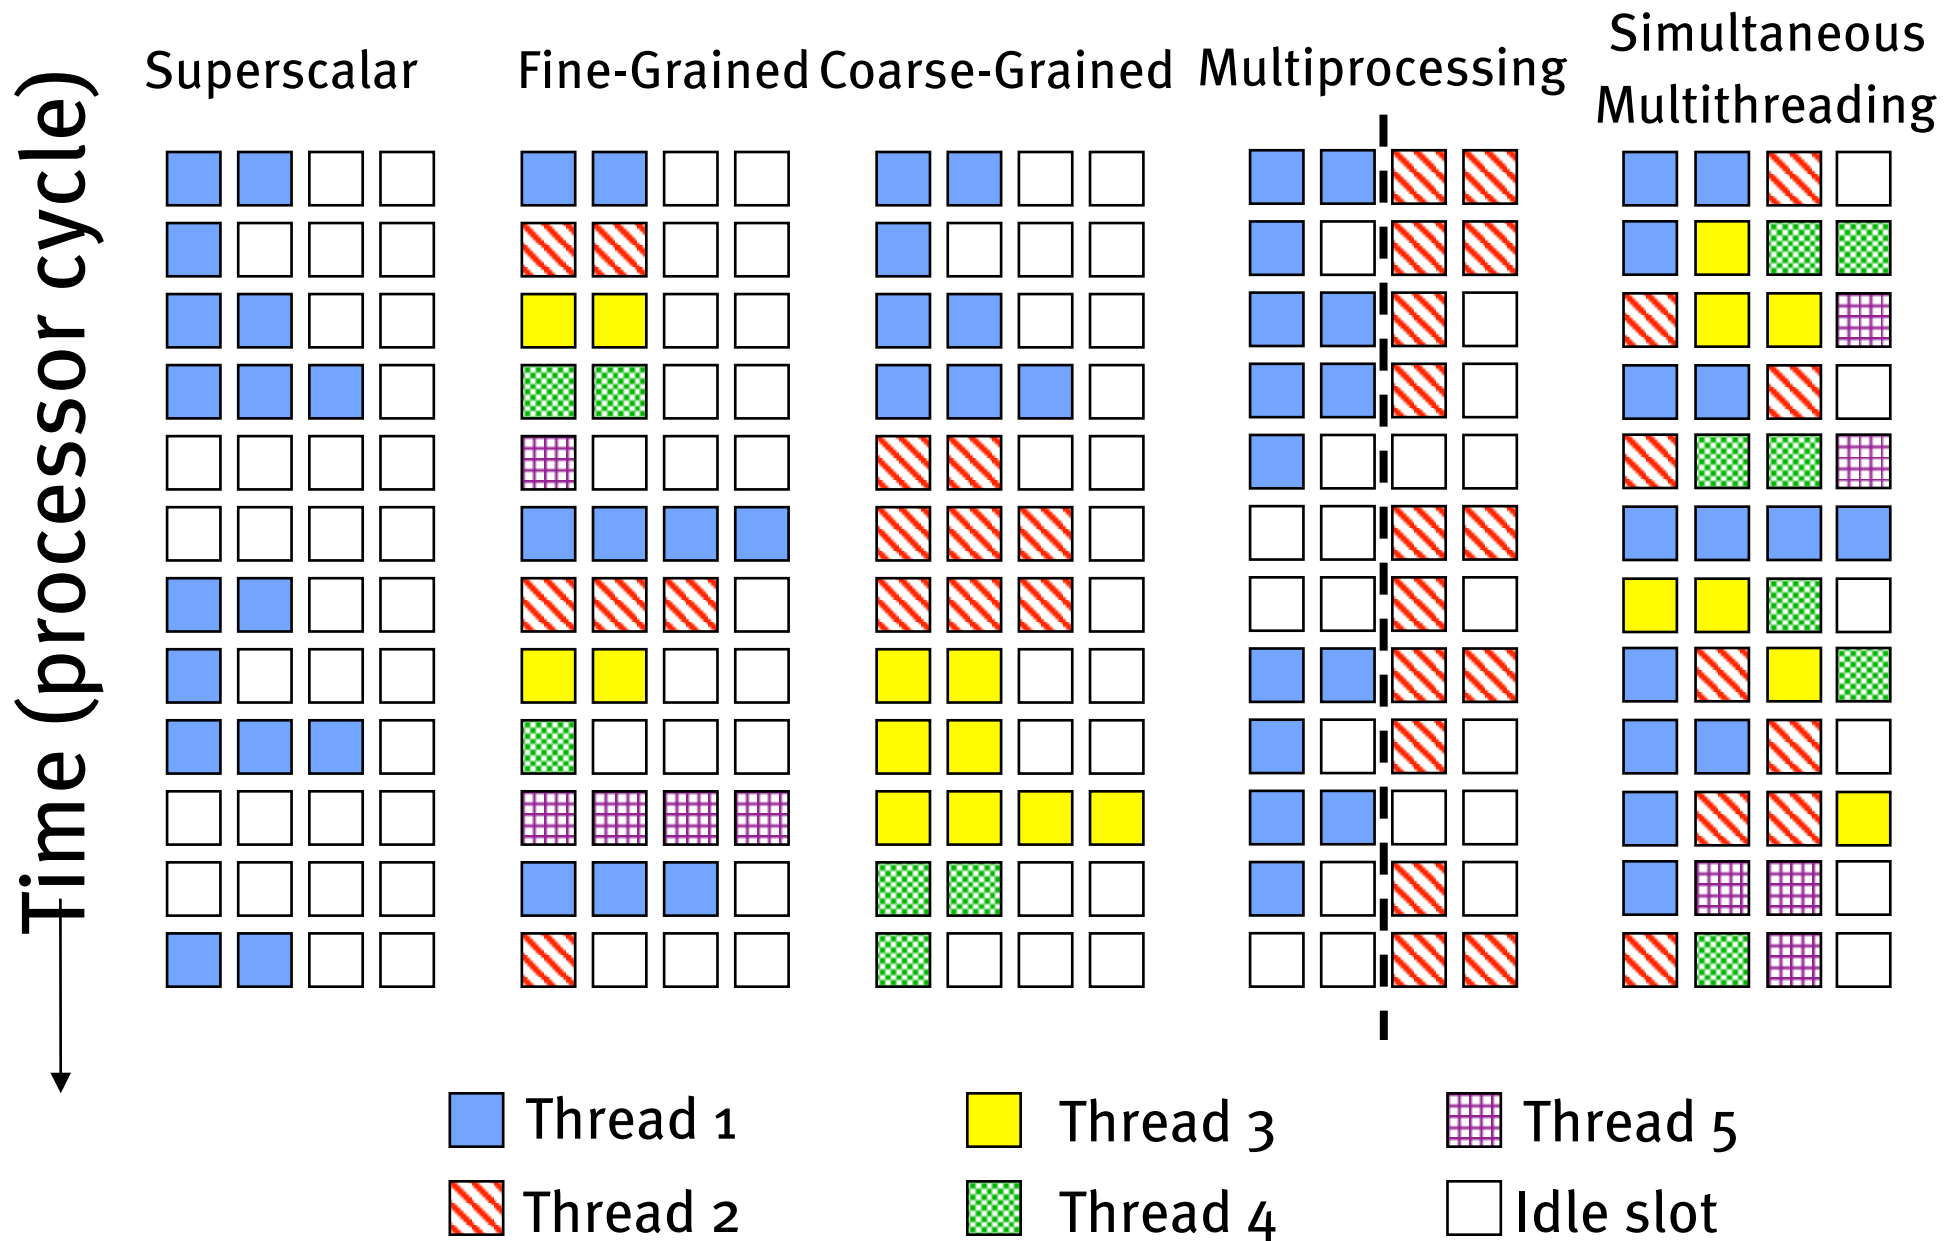 Time (processor cycle)
Superscalar
Fine-Grained
Coarse-Grained
Multiprocessing
Simultaneous
Multithreading
Thread 1
Thread 3
Thread 5
Thread 2
Thread 4
Idle slot